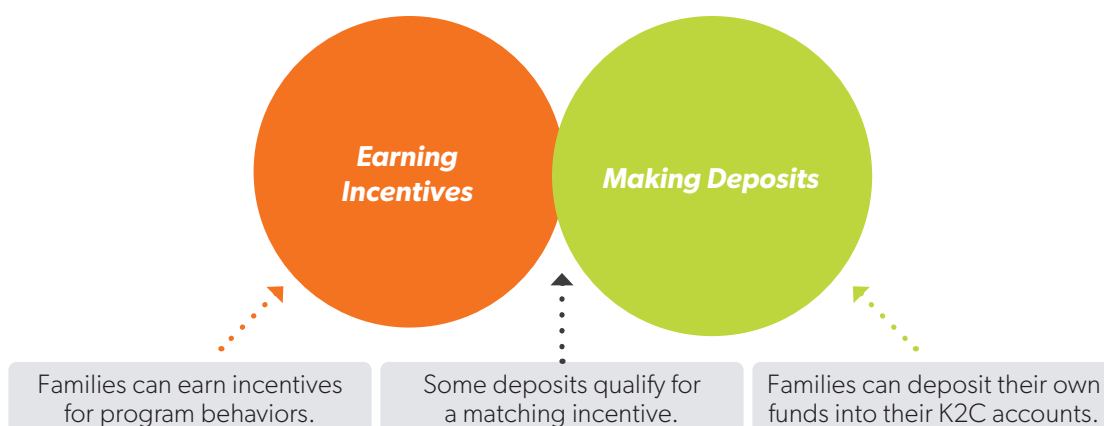 Earning
Incentives
Making Deposits
Families can earn incentives
for program behaviors.
Some deposits qualify for
a matching incentive.
Families can deposit their own
funds into their K2C accounts.